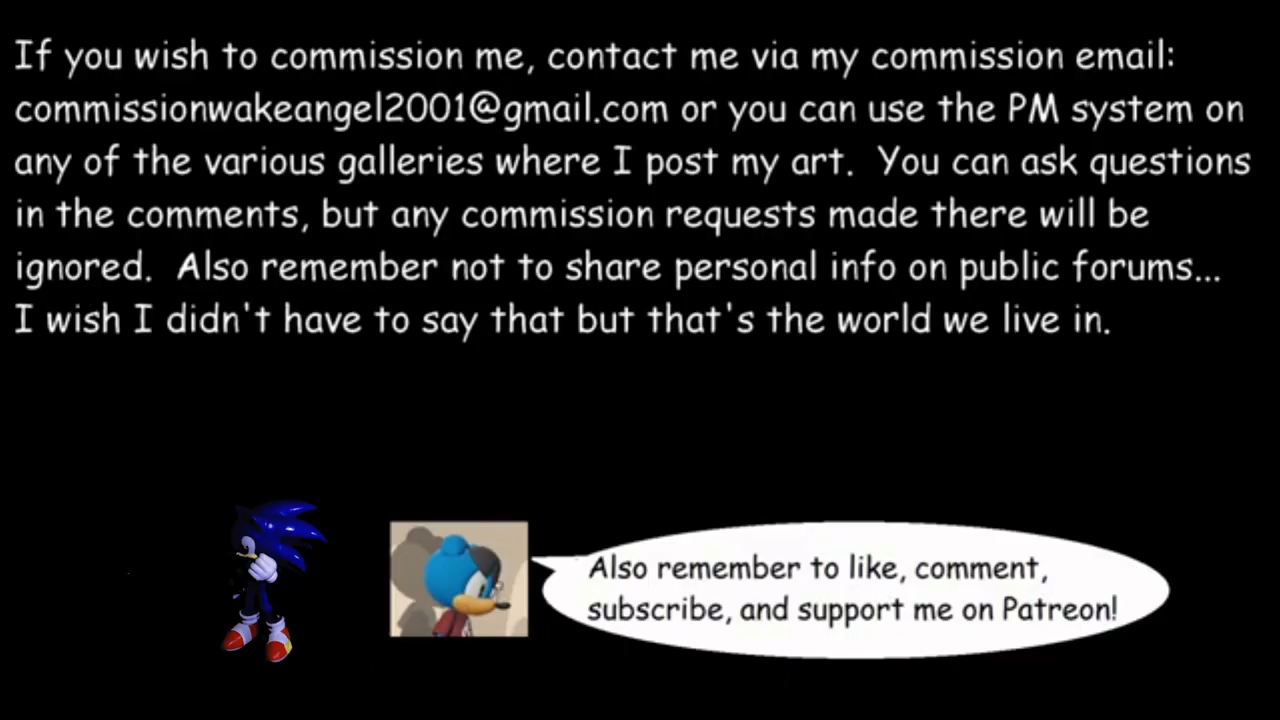 If you wish to commission me, contact me via my commission email:
commissionwakeangel2001@gmail.com or you can use the PM system on
any of the various galleries where I post my art.  You can ask questions
in the comments, but any commission requests made there will be
ignored.  Also remember not to share personal info on public forums...
I wish I didn't have to say that but that's the world we live in.
Also remember to like, comment,
subscribe, and support me on Patreon!